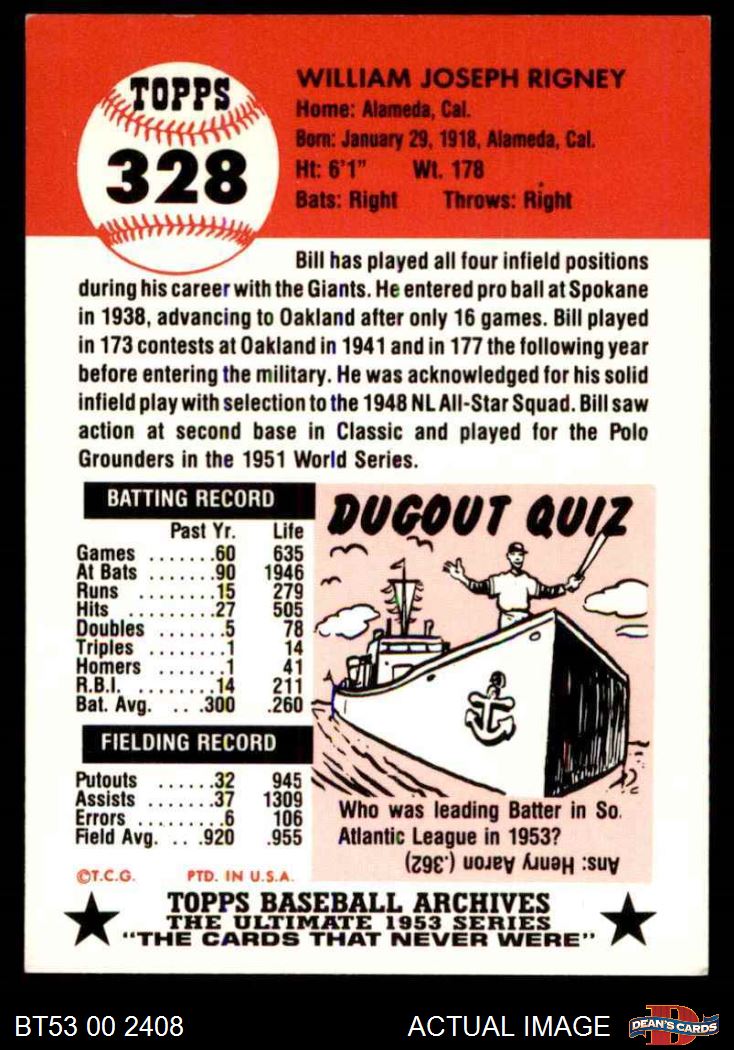 TOPPS
328
WILLIAM JOSEPH RIGNEY
Home: Alameda, Cal.
Born: January 29, 1918, Alameda, Cal.
Ht: 6'1" Wt. 178
Bats: Right Throws: Right
Bill has played all four infield positions
during his career with the Giants. He entered pro ball at Spokane
in 1938, advancing to Oakland after only 16 games. Bill played
in 173 contests at Oakland in 1941 and in 177 the following year
before entering the military. He was acknowledged for his solid
infield play with selection to the 1948 NL All-Star Squad. Bill saw
action at second base in Classic and played for the Polo
Grounders in the 1951 World Series.
BATTING RECORD
Past Yr. Life
Games .......60 635
At Bats .......90 1946
Runs .......15 279
Hits ........27 505
Doubles .......5 78
Triples .......1 14
Homers .......1 41
R.B.I. ........14 211
Bat. Avg. ... .300 .260
FIELDING RECORD
Putouts ......32 945
Assists ......37 1309
Errors ........6 106
Field Avg. .. .920 .955
©T.C.G. PTD. IN U.S.A.
DUGOUT QUIZ
Who was leading Batter in So.
Atlantic League in 1953?
Ans: Henry Aaron (.362)
TOPPS BASEBALL ARCHIVES
THE ULTIMATE 1953 SERIES
"THE CARDS THAT NEVER WERE"
BT53 00 2408
ACTUAL IMAGE
D
DEAN'S CARDS